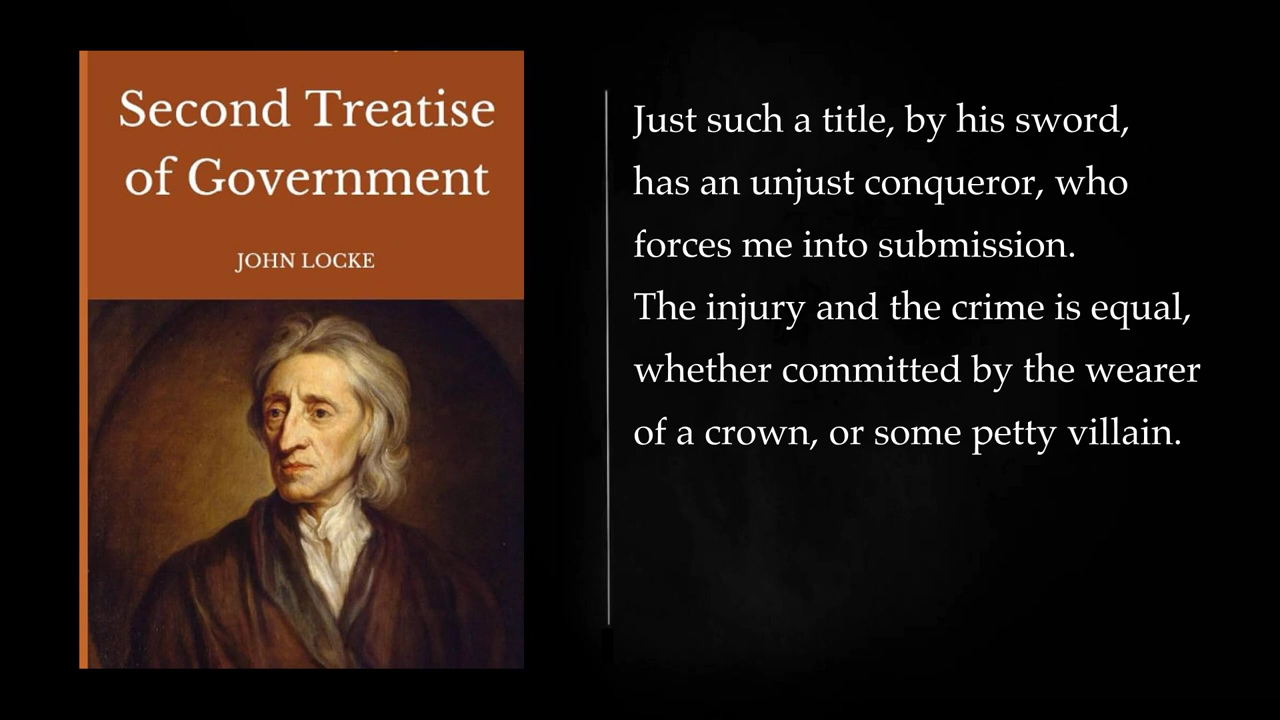 Second Treatise
of Government
JOHN LOCKE
Just such a title, by his sword,
has an unjust conqueror, who
forces me into submission.
The injury and the crime is equal,
whether committed by the wearer
of a crown, or some petty villain.